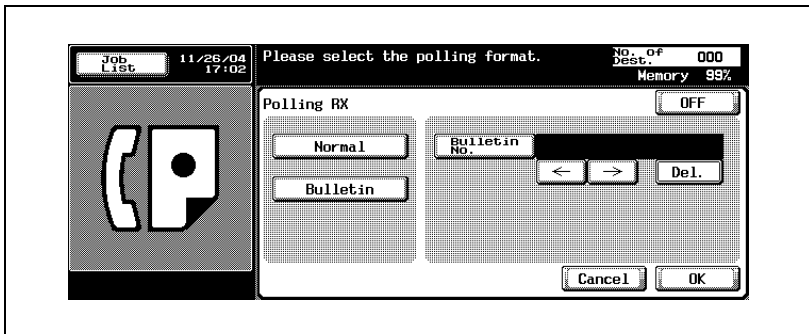 Job
List
11/26/04
17:02
Please select the polling format.
No. of
Dest.
000
Memory 99%
Polling RX
OFF
Normal
Bulletin
No.
Bulletin
← →
Del.
Cancel
OK